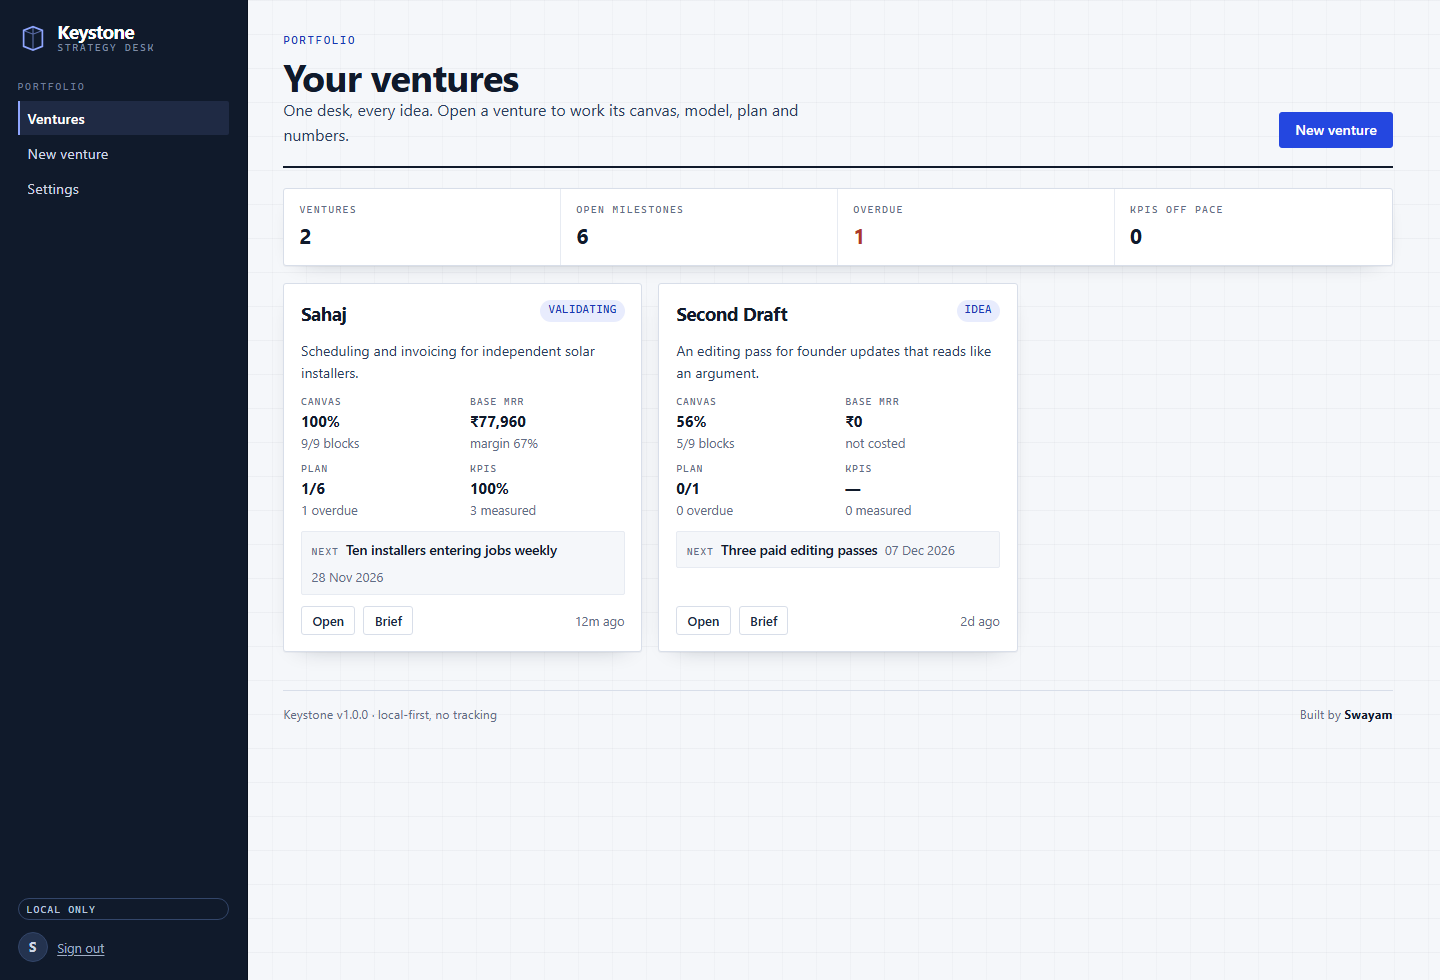 Keystone
STRATEGY DESK
PORTFOLIO
Ventures
New venture
Settings
LOCAL ONLY
S
Sign out
PORTFOLIO
Your ventures
One desk, every idea. Open a venture to work its canvas, model, plan and
numbers.
New venture
VENTURES
2
OPEN MILESTONES
6
OVERDUE
1
KPIS OFF PACE
0
Sahaj
VALIDATING
Scheduling and invoicing for independent solar
installers.
CANVAS
100%
9/9 blocks
BASE MRR
₹77,960
margin 67%
PLAN
1/6
1 overdue
KPIS
100%
3 measured
NEXT Ten installers entering jobs weekly
28 Nov 2026
Open
Brief
12m ago
Second Draft
IDEA
An editing pass for founder updates that reads like
an argument.
CANVAS
56%
5/9 blocks
BASE MRR
₹0
not costed
PLAN
0/1
0 overdue
KPIS
—
0 measured
NEXT Three paid editing passes 07 Dec 2026
Open
Brief
2d ago
Keystone v1.0.0 · local-first, no tracking
Built by Swayam